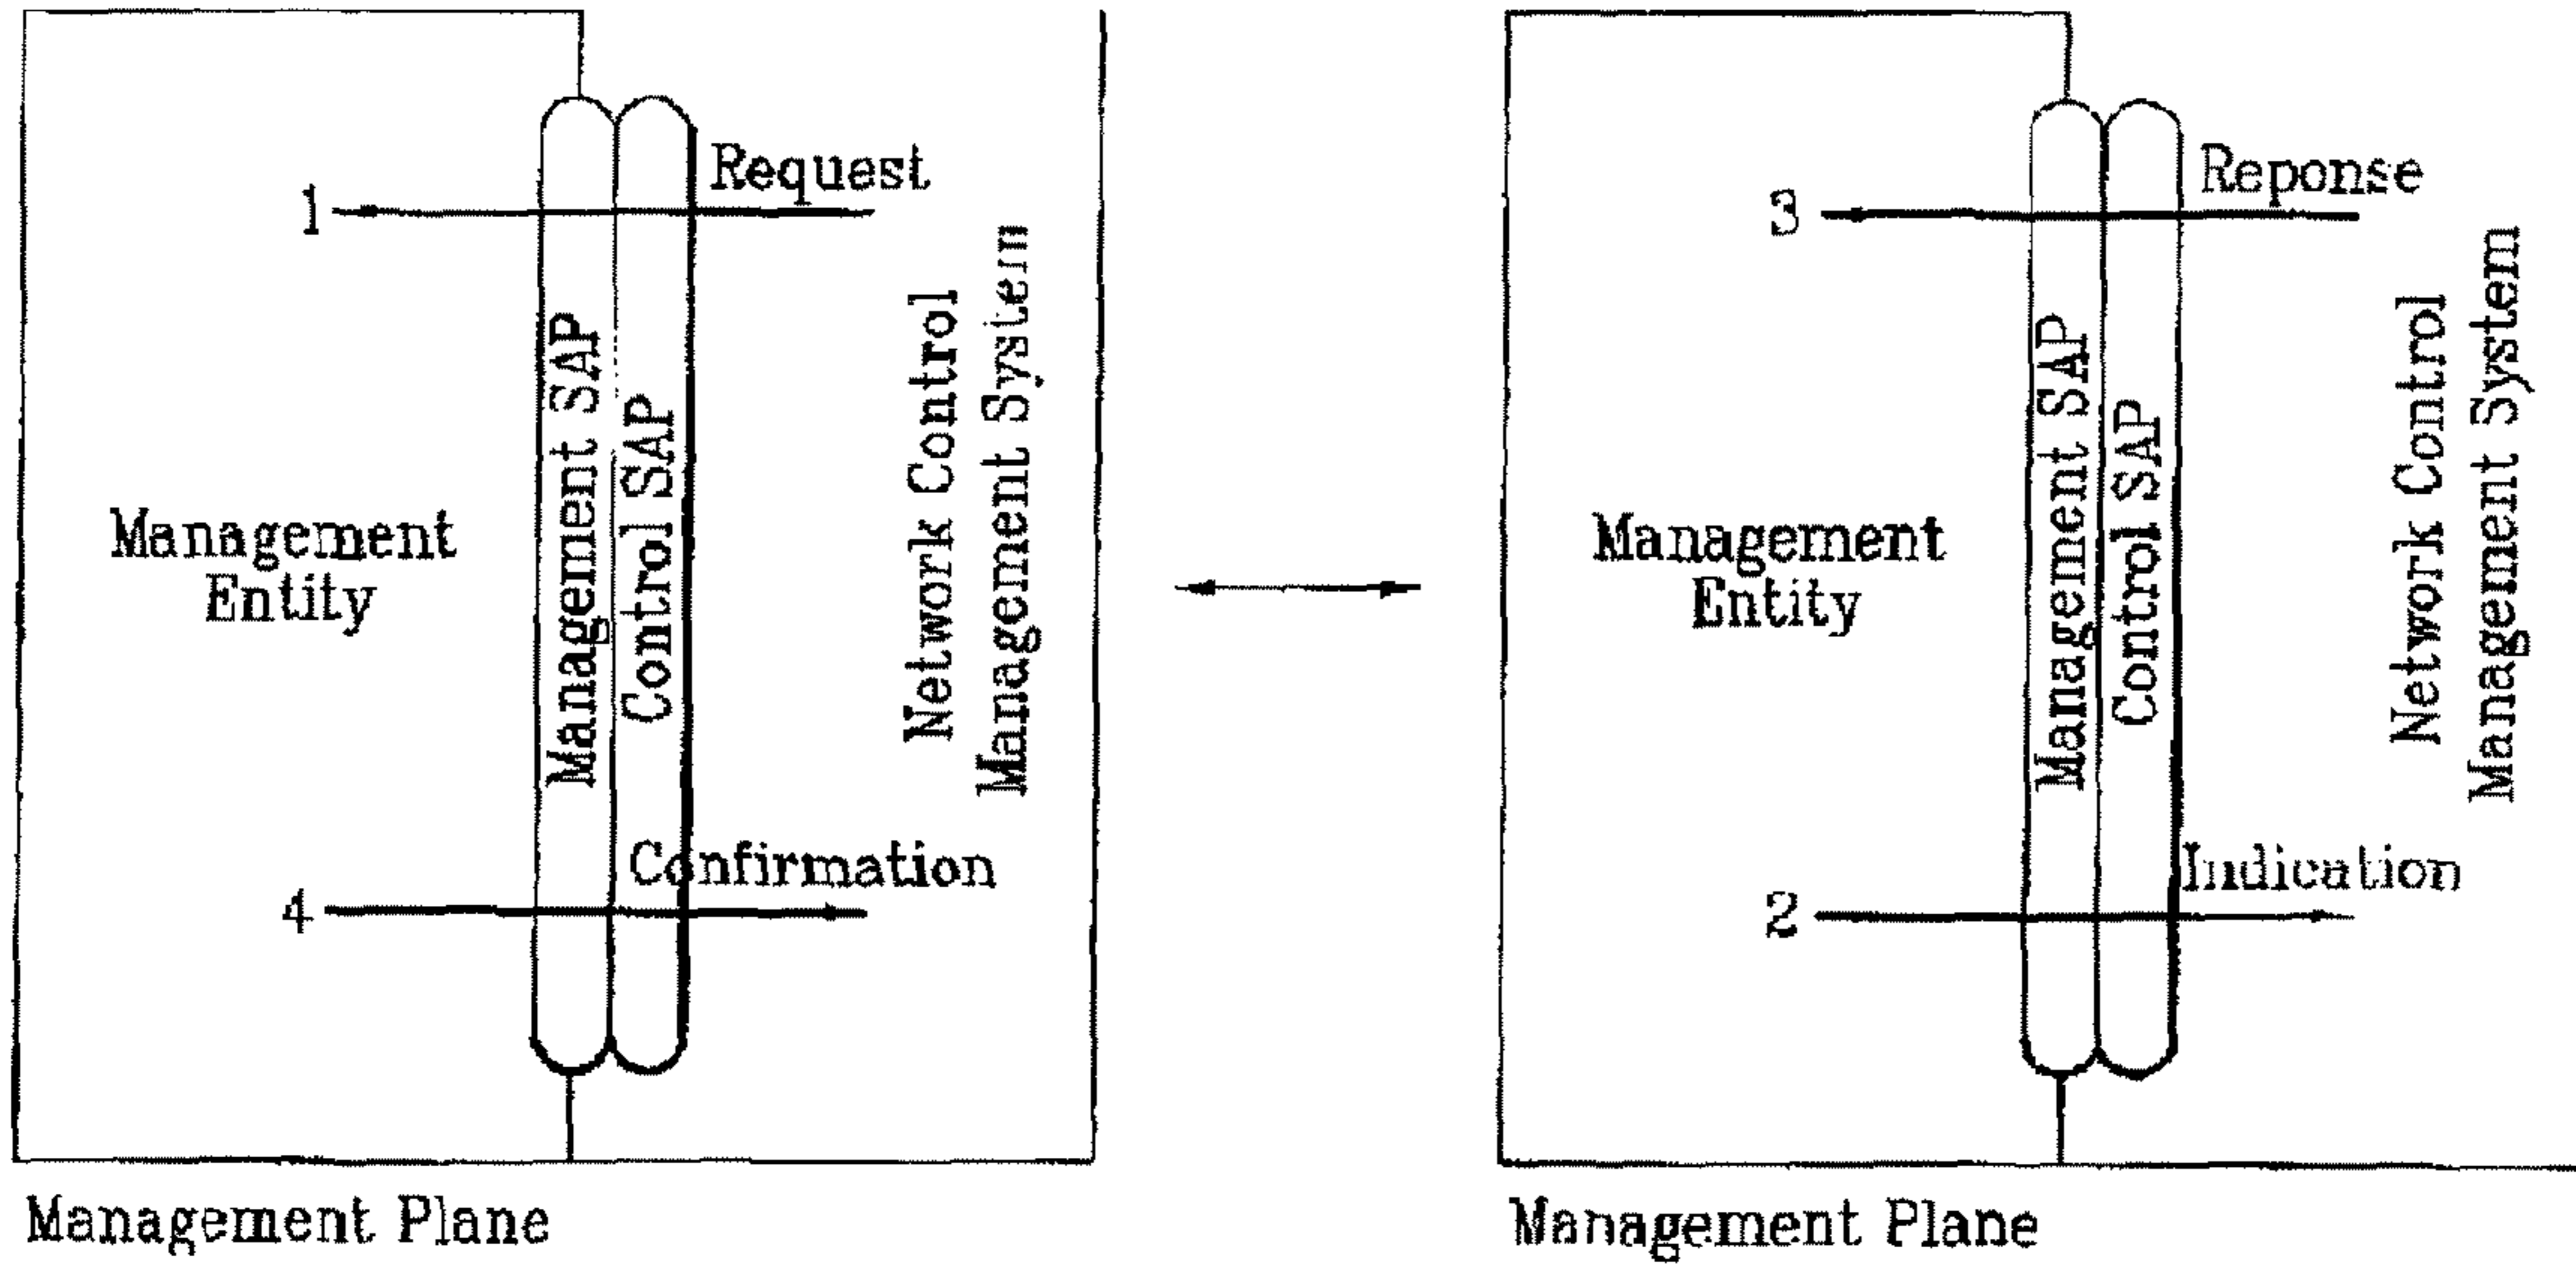 Request
1
Management SAP
Control SAP
Network Control
Management System
Management
Entity
Confirmation
4
Management Plane
Reponse
3
Management SAP
Control SAP
Network Control
Management System
Management
Entity
Indication
2
Management Plane